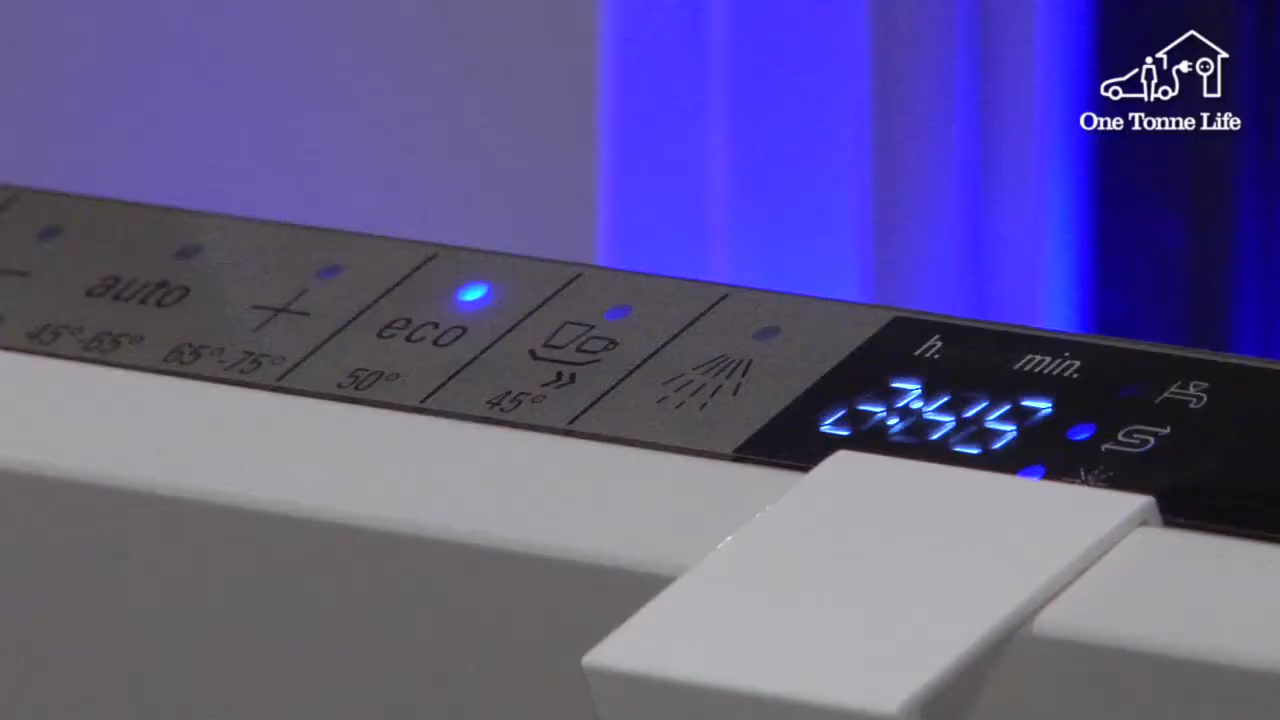 One Tonne Life
auto
45°-65°
65°-75°
eco
50°
45°
h. min.